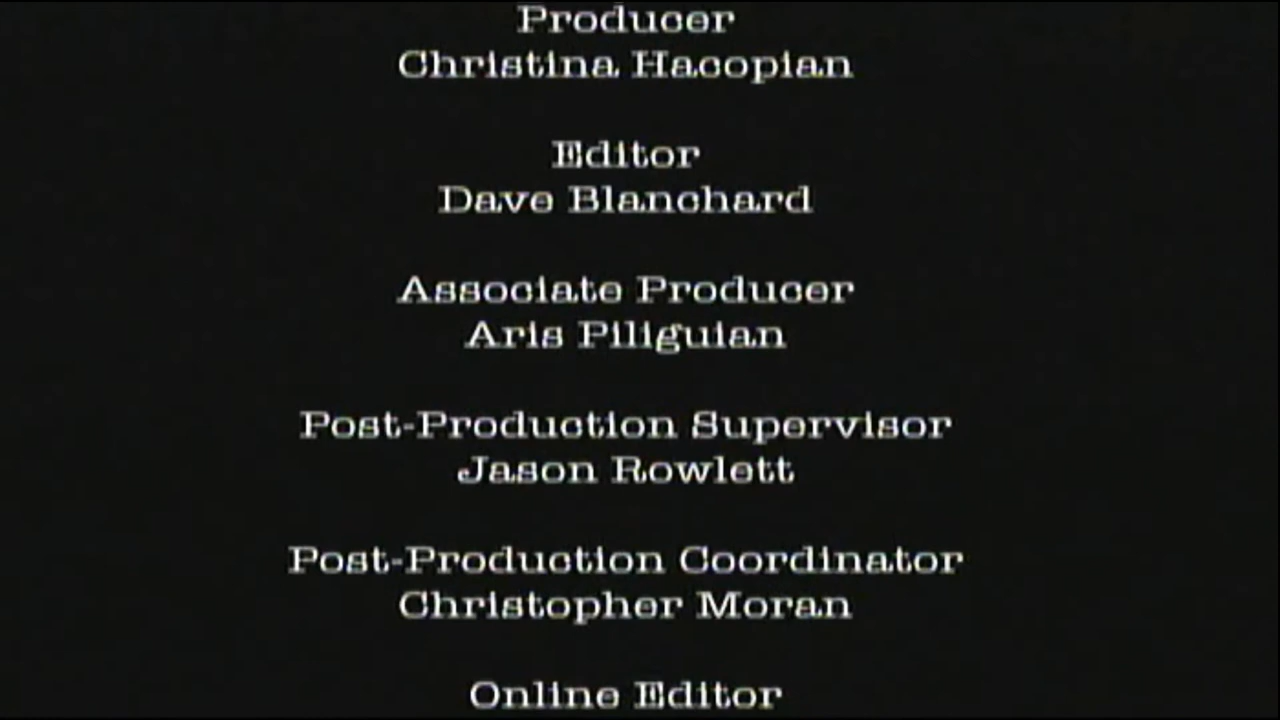 Producer
Christina Hacopian
Editor
Dave Blanchard
Associate Producer
Aris Piliguian
Post-Production Supervisor
Jason Rowlett
Post-Production Coordinator
Christopher Moran
Online Editor